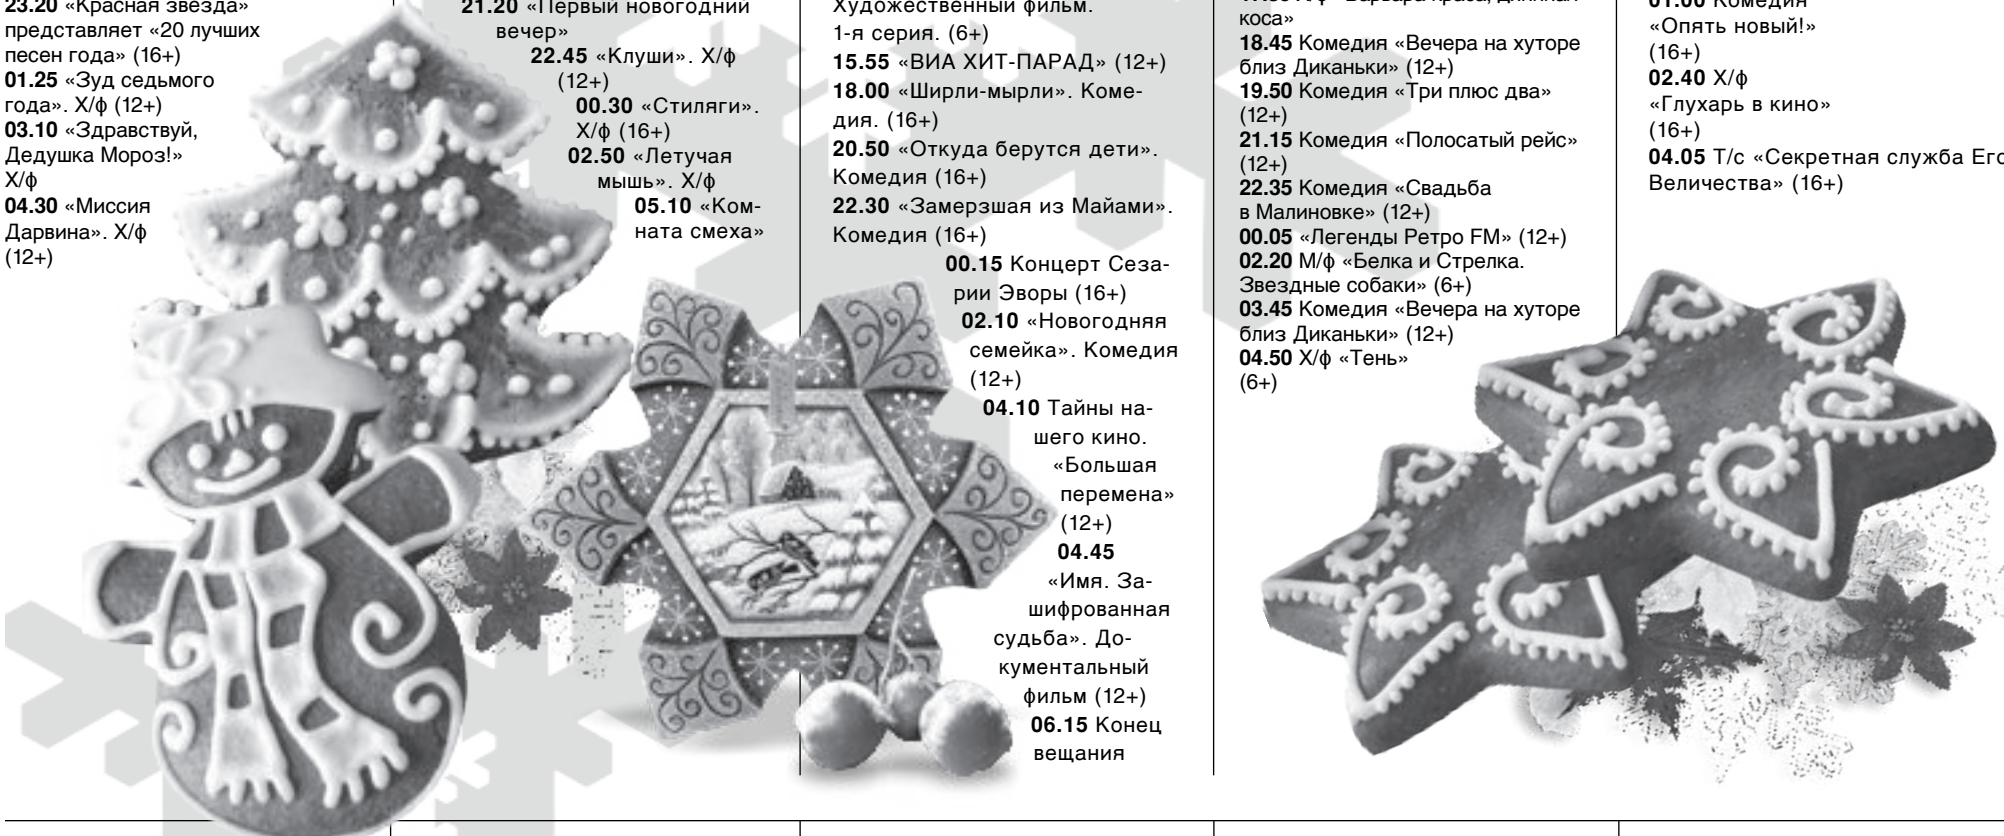 23.20 «Красная звезда»
представляет «20 лучших
песен года» (16+)
01.25 «Зуд седьмого
года». Х/ф (12+)
03.10 «Здравствуй,
Дедушка Мороз!»
Х/ф
04.30 «Миссия
Дарвина». Х/ф
(12+)
21.20 «Первый новогодний
вечер»
22.45 «Клуши». Х/ф
(12+)
00.30 «Стиляги».
Х/ф (16+)
02.50 «Летучая
мышь». Х/ф
05.10 «Ком-
ната смеха»
Художественный фильм.
1-я серия. (6+)
15.55 «ВИА ХИТ-ПАРАД» (12+)
18.00 «Ширли-мырли». Коме-
дия. (16+)
20.50 «Откуда берутся дети».
Комедия (16+)
22.30 «Замерзшая из Майами».
Комедия (16+)
00.15 Концерт Сеза-
рии Эворы (16+)
02.10 «Новогодняя
семейка». Комедия
(12+)
04.10 Тайны на-
шего кино.
«Большая
перемена»
(12+)
04.45
«Имя. За-
шифрованная
судьба». До-
кументальный
фильм (12+)
06.15 Конец
вещания
коса»
18.45 Комедия «Вечера на хуторе
близ Диканьки» (12+)
19.50 Комедия «Три плюс два»
(12+)
21.15 Комедия «Полосатый рейс»
(12+)
22.35 Комедия «Свадьба
в Малиновке» (12+)
00.05 «Легенды Ретро FM» (12+)
02.20 М/ф «Белка и Стрелка.
Звездные собаки» (6+)
03.45 Комедия «Вечера на хуторе
близ Диканьки» (12+)
04.50 Х/ф «Тень»
(6+)
01.00 Комедия
«Опять новый!»
(16+)
02.40 Х/ф
«Глухарь в кино»
(16+)
04.05 Т/с «Секретная служба Его
Величества» (16+)